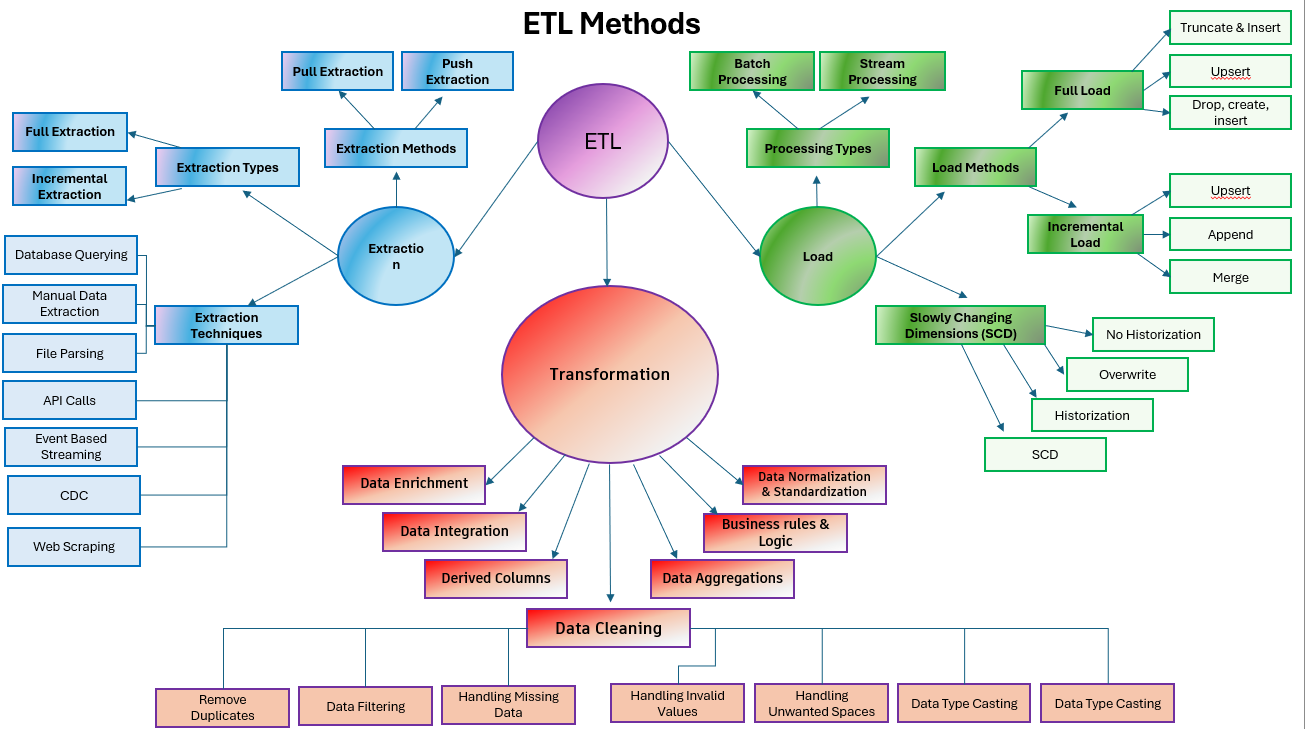 ETL Methods
Pull Extraction
Push
Extraction
Full Extraction
Incremental
Extraction
Extraction Types
Extraction Methods
ETL
Batch
Processing
Stream
Processing
Processing Types
Load Methods
Full Load
Truncate & Insert
Upsert
Drop, create,
insert
Incremental
Load
Upsert
Append
Merge
Extractio
n
Load
Database Querying
Manual Data
Extraction
File Parsing
API Calls
Event Based
Streaming
CDC
Web Scraping
Extraction
Techniques
Transformation
Slowly Changing
Dimensions (SCD)
No Historization
Overwrite
Historization
SCD
Data Enrichment
Data Integration
Derived Columns
Data Normalization
& Standardization
Business rules &
Logic
Data Aggregations
Data Cleaning
Remove
Duplicates
Data Filtering
Handling Missing
Data
Handling Invalid
Values
Handling
Unwanted Spaces
Data Type Casting
Data Type Casting